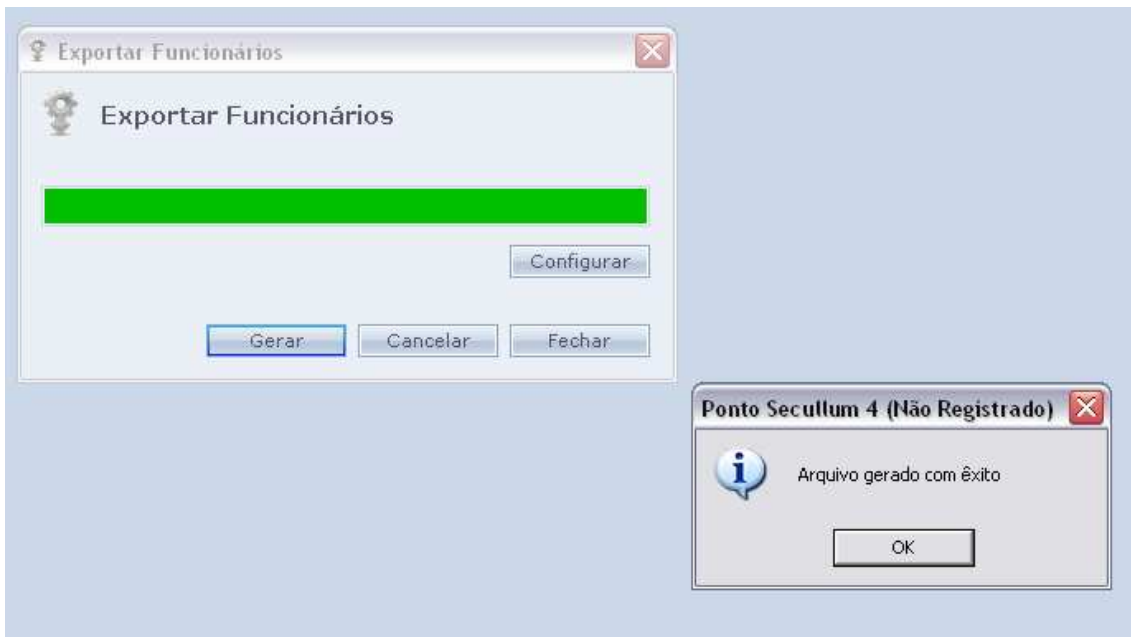 Exportar Funcionários
Exportar Funcionários
Configurar
Gerar Cancelar Fechar
Ponto Secullum 4 (Não Registrado)
Arquivo gerado com êxito
OK